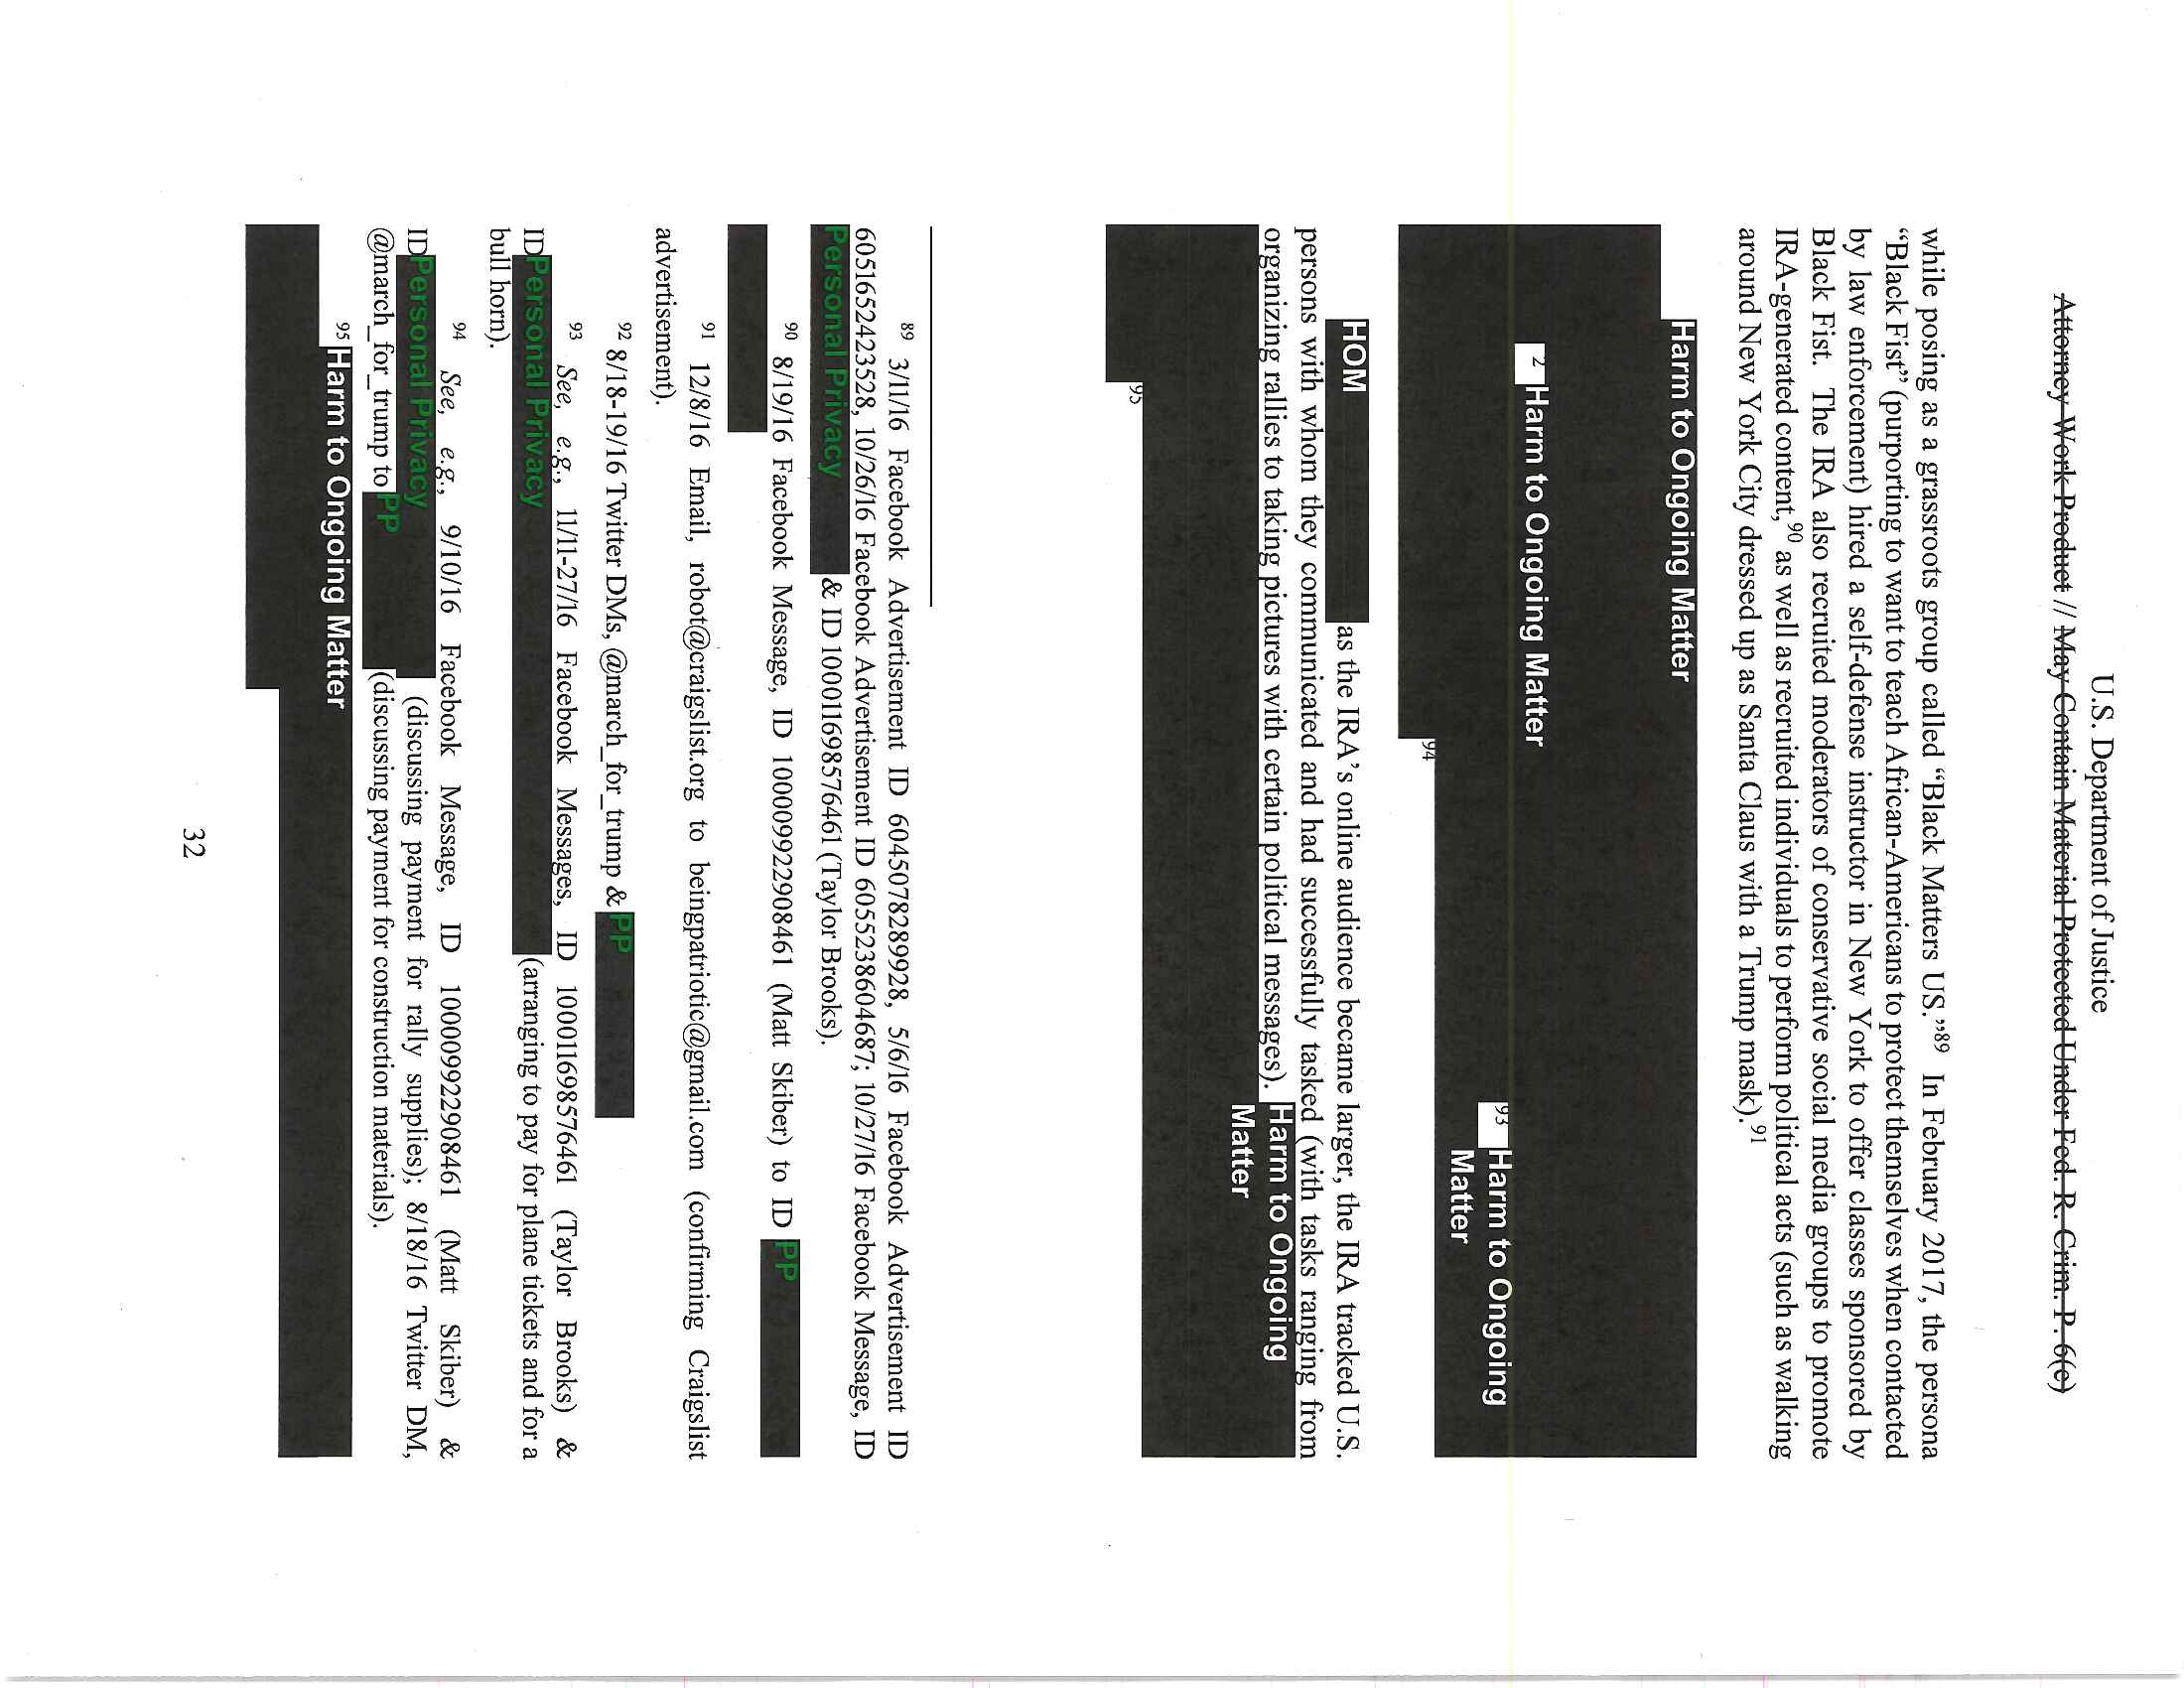 U.S. Department of Justice
Attorney Work Product // May Contain Material Protected Under Fed. R. Crim. P. 6(e)
while posing as a grassroots group called “Black Matters US.”89 In February 2017, the persona
“Black Fist” (purporting to want to teach African-Americans to protect themselves when contacted
by law enforcement) hired a self-defense instructor in New York to offer classes sponsored by
Black Fist. The IRA also recruited moderators of conservative social media groups to promote
IRA-generated content,90 as well as recruited individuals to perform political acts (such as walking
around New York City dressed up as Santa Claus with a Trump mask).91
Harm to Ongoing Matter
2 Harm to Ongoing Matter
93 Harm to Ongoing
Matter
94
HOM as the IRA’s online audience became larger, the IRA tracked U.S.
persons with whom they communicated and had successfully tasked (with tasks ranging from
organizing rallies to taking pictures with certain political messages). Harm to Ongoing
Matter
95
89 3/11/16 Facebook Advertisement ID 6045078289928, 5/6/16 Facebook Advertisement ID
6051652423528, 10/26/16 Facebook Advertisement ID 6055238604687; 10/27/16 Facebook Message, ID
Personal Privacy & ID 100011698576461 (Taylor Brooks).
90 8/19/16 Facebook Message, ID 100009922908461 (Matt Skiber) to ID PP
91 12/8/16 Email, robot@craigslist.org to beingpatriotic@gmail.com (confirming Craigslist
advertisement).
92 8/18-19/16 Twitter DMs, @march_for_trump & PP
93 See, e.g., 11/11-27/16 Facebook Messages, ID 100011698576461 (Taylor Brooks) &
ID Personal Privacy (arranging to pay for plane tickets and for a
bull horn).
94 See, e.g., 9/10/16 Facebook Message, ID 100009922908461 (Matt Skiber) &
ID Personal Privacy (discussing payment for rally supplies); 8/18/16 Twitter DM,
@march_for_trump to PP (discussing payment for construction materials).
95 Harm to Ongoing Matter
32